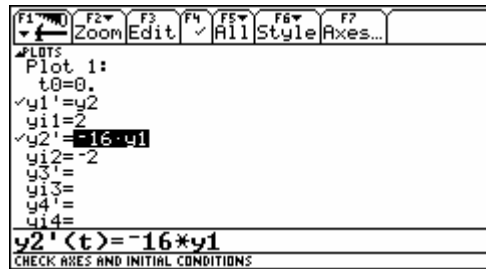 F1 F2 Zoom F3 Edit F4 ✓ F5 All F6 Style F7 Axes...
PLOTS
Plot 1:
t0=0.
✓y1'=y2
yi1=2
✓y2'=⁻16·y1
yi2=⁻2
y3'=
yi3=
y4'=
yi4=
y2'(t)=⁻16*y1
CHECK AXES AND INITIAL CONDITIONS